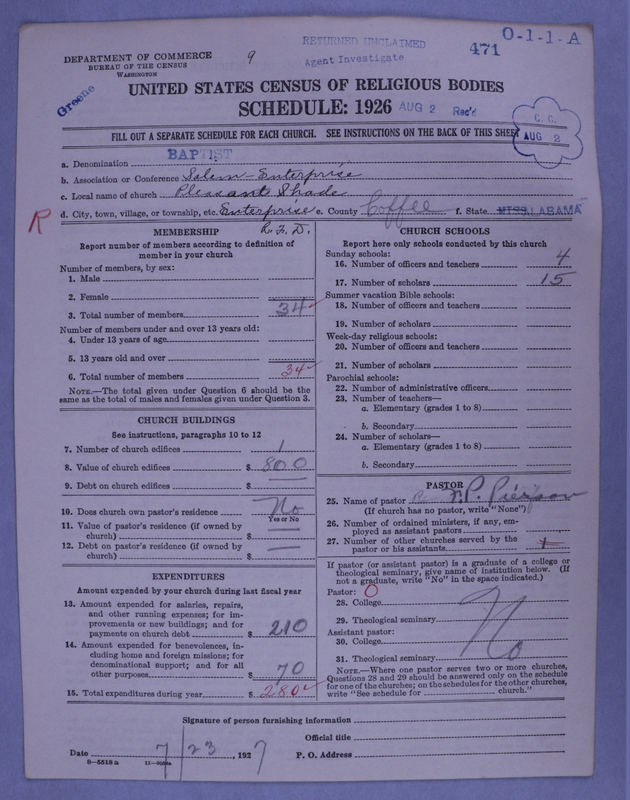 O-1-1-A
RETURNED UNCLAIMED
471
Agent Investigate
9
DEPARTMENT OF COMMERCE
BUREAU OF THE CENSUS
WASHINGTON
Greene
UNITED STATES CENSUS OF RELIGIOUS BODIES
SCHEDULE: 1926 AUG 2 Rec'd
C. C.
AUG 2
FILL OUT A SEPARATE SCHEDULE FOR EACH CHURCH. SEE INSTRUCTIONS ON THE BACK OF THIS SHEET
a. Denomination BAPTIST
b. Association or Conference Salem-Enterprise
c. Local name of church Pleasant Shade
d. City, town, village, or township, etc. Enterprise e. County Coffee f. State ALABAMA
R
R.F.D.
MEMBERSHIP
Report number of members according to definition of
member in your church
Number of members, by sex:
1. Male
2. Female
3. Total number of members 34
Number of members under and over 13 years old:
4. Under 13 years of age
5. 13 years old and over
6. Total number of members 34
NOTE.—The total given under Question 6 should be the
same as the total of males and females given under Question 3.
CHURCH BUILDINGS
See instructions, paragraphs 10 to 12
7. Number of church edifices 1
8. Value of church edifices $ 800
9. Debt on church edifices $
10. Does church own pastor's residence No
Yes or No
11. Value of pastor's residence (if owned by
church) $
12. Debt on pastor's residence (if owned by
church) $
EXPENDITURES
Amount expended by your church during last fiscal year
13. Amount expended for salaries, repairs,
and other running expenses; for im-
provements or new buildings; and for
payments on church debt $ 210
14. Amount expended for benevolences, in-
cluding home and foreign missions; for
denominational support; and for all
other purposes $ 70
15. Total expenditures during year $ 280
CHURCH SCHOOLS
Report here only schools conducted by this church
Sunday schools:
16. Number of officers and teachers 4
17. Number of scholars 15
Summer vacation Bible schools:
18. Number of officers and teachers
19. Number of scholars
Week-day religious schools:
20. Number of officers and teachers
21. Number of scholars
Parochial schools:
22. Number of administrative officers
23. Number of teachers—
a. Elementary (grades 1 to 8)
b. Secondary
24. Number of scholars—
a. Elementary (grades 1 to 8)
b. Secondary
PASTOR
25. Name of pastor P. Pierson
(If church has no pastor, write "None")
26. Number of ordained ministers, if any, em-
ployed as assistant pastors
27. Number of other churches served by the
pastor or his assistants
If pastor (or assistant pastor) is a graduate of a college or
theological seminary, give name of institution below. (If
not a graduate, write "No" in the space indicated.)
Pastor: O
28. College
29. Theological seminary
Assistant pastor:
30. College
No
31. Theological seminary
NOTE.—Where one pastor serves two or more churches,
Questions 28 and 29 should be answered only on the schedule
for one of the churches; on the schedules for the other churches,
write "See schedule for church."
Signature of person furnishing information
Official title
Date 7/23, 1927 P. O. Address
8—5518 a